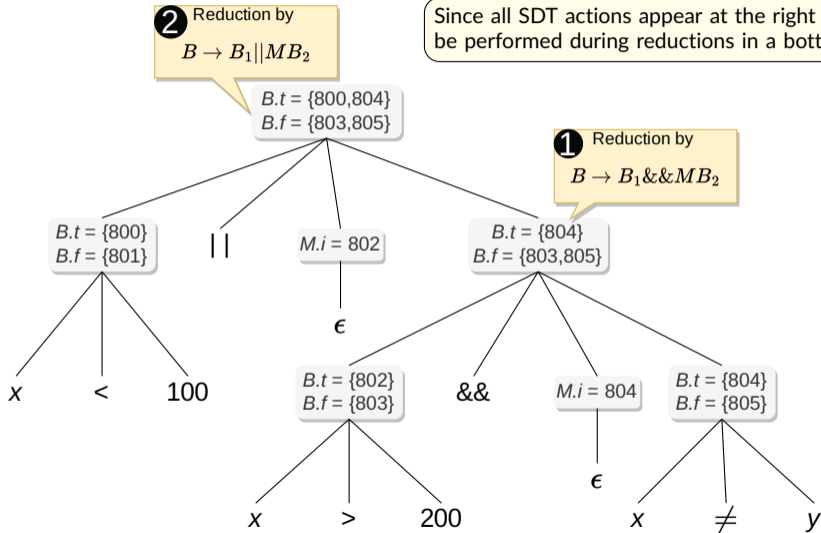 Since all SDT actions appear at the right
be performed during reductions in a bott
2 Reduction by
B → B₁||MB₂
B.t = {800,804}
B.f = {803,805}
1 Reduction by
B → B₁&&MB₂
B.t = {800}
B.f = {801}
||
M.i = 802
B.t = {804}
B.f = {803,805}
ϵ
x < 100
B.t = {802}
B.f = {803}
&&
M.i = 804
B.t = {804}
B.f = {805}
ϵ
x > 200
x ≠ y